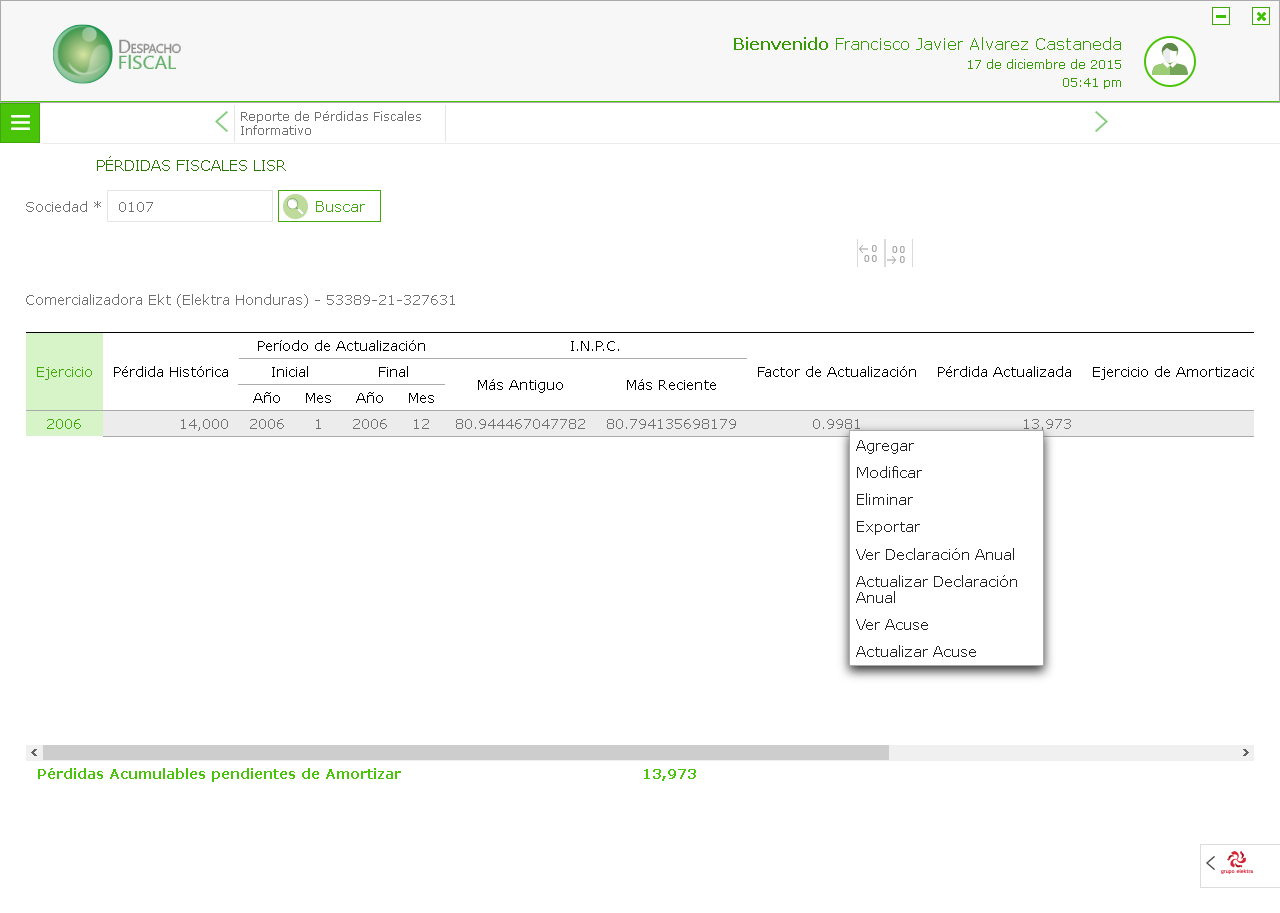 DESPACHO
FISCAL
Bienvenido Francisco Javier Alvarez Castaneda
17 de diciembre de 2015
05:41 pm
Reporte de Pérdidas Fiscales
Informativo
PÉRDIDAS FISCALES LISR
Sociedad * 0107 Buscar
←0 00
00 →0
Comercializadora Ekt (Elektra Honduras) - 53389-21-327631
Período de Actualización I.N.P.C.
Ejercicio Pérdida Histórica Inicial Final Más Antiguo Más Reciente Factor de Actualización Pérdida Actualizada Ejercicio de Amortizació
Año Mes Año Mes
2006 14,000 2006 1 2006 12 80.944467047782 80.794135698179 0.9981 13,973
Agregar
Modificar
Eliminar
Exportar
Ver Declaración Anual
Actualizar Declaración
Anual
Ver Acuse
Actualizar Acuse
Pérdidas Acumulables pendientes de Amortizar 13,973
grupo elektra